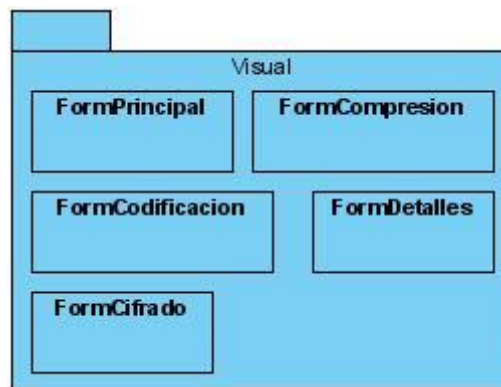 Visual
FormPrincipal
FormCompresion
FormCodificacion
FormDetalles
FormCifrado